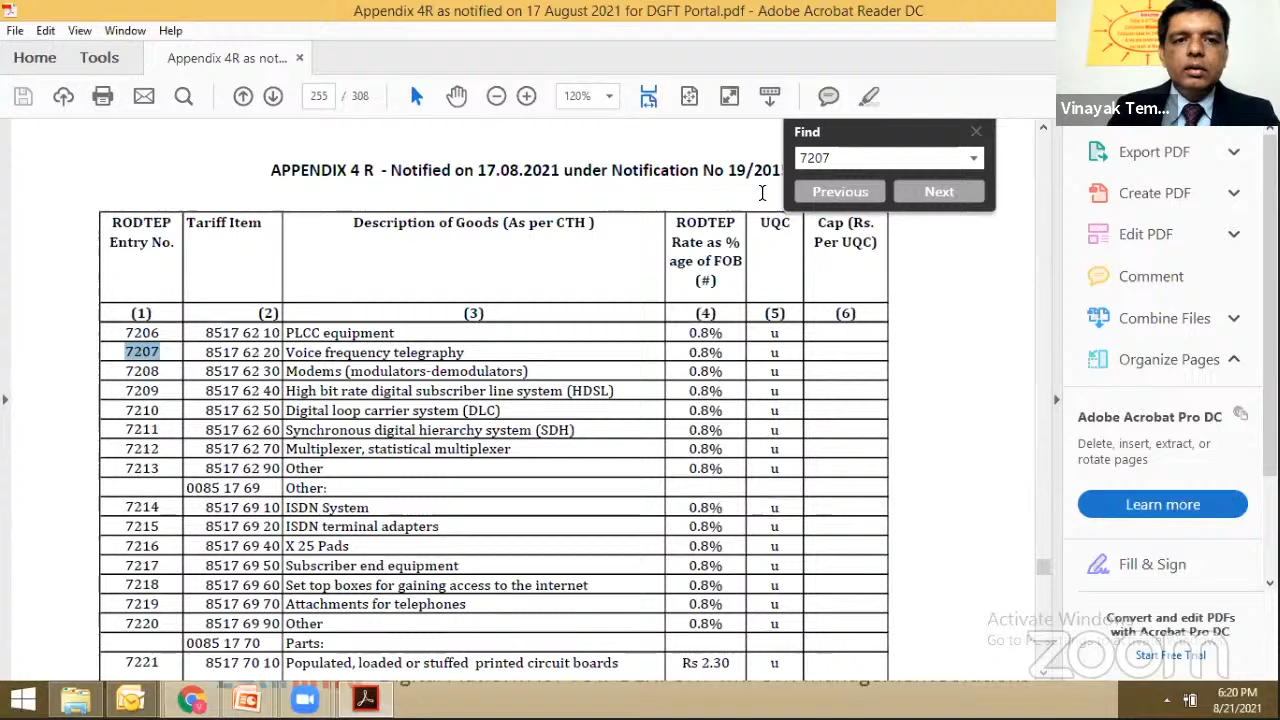 Appendix 4R as notified on 17 August 2021 for DGFT Portal.pdf - Adobe Acrobat Reader DC
File Edit View Window Help
Home Tools Appendix 4R as not... ×
255 / 308 120%
Vinayak Tem...
Find
7207
Previous Next
APPENDIX 4 R - Notified on 17.08.2021 under Notification No 19/201
RODTEP Entry No. Tariff Item Description of Goods (As per CTH ) RODTEP Rate as % age of FOB (#) UQC Cap (Rs. Per UQC)
(1) (2) (3) (4) (5) (6)
7206 8517 62 10 PLCC equipment 0.8% u
7207 8517 62 20 Voice frequency telegraphy 0.8% u
7208 8517 62 30 Modems (modulators-demodulators) 0.8% u
7209 8517 62 40 High bit rate digital subscriber line system (HDSL) 0.8% u
7210 8517 62 50 Digital loop carrier system (DLC) 0.8% u
7211 8517 62 60 Synchronous digital hierarchy system (SDH) 0.8% u
7212 8517 62 70 Multiplexer, statistical multiplexer 0.8% u
7213 8517 62 90 Other 0.8% u
0085 17 69 Other:
7214 8517 69 10 ISDN System 0.8% u
7215 8517 69 20 ISDN terminal adapters 0.8% u
7216 8517 69 40 X 25 Pads 0.8% u
7217 8517 69 50 Subscriber end equipment 0.8% u
7218 8517 69 60 Set top boxes for gaining access to the internet 0.8% u
7219 8517 69 70 Attachments for telephones 0.8% u
7220 8517 69 90 Other 0.8% u
0085 17 70 Parts:
7221 8517 70 10 Populated, loaded or stuffed printed circuit boards Rs 2.30 u
Export PDF
Create PDF
Edit PDF
Comment
Combine Files
Organize Pages
Adobe Acrobat Pro DC
Delete, insert, extract, or
rotate pages
Learn more
Fill & Sign
Convert and edit PDFs
with Acrobat Pro DC
Start Free Trial
Activate Windows
zoom
6:20 PM
8/21/2021